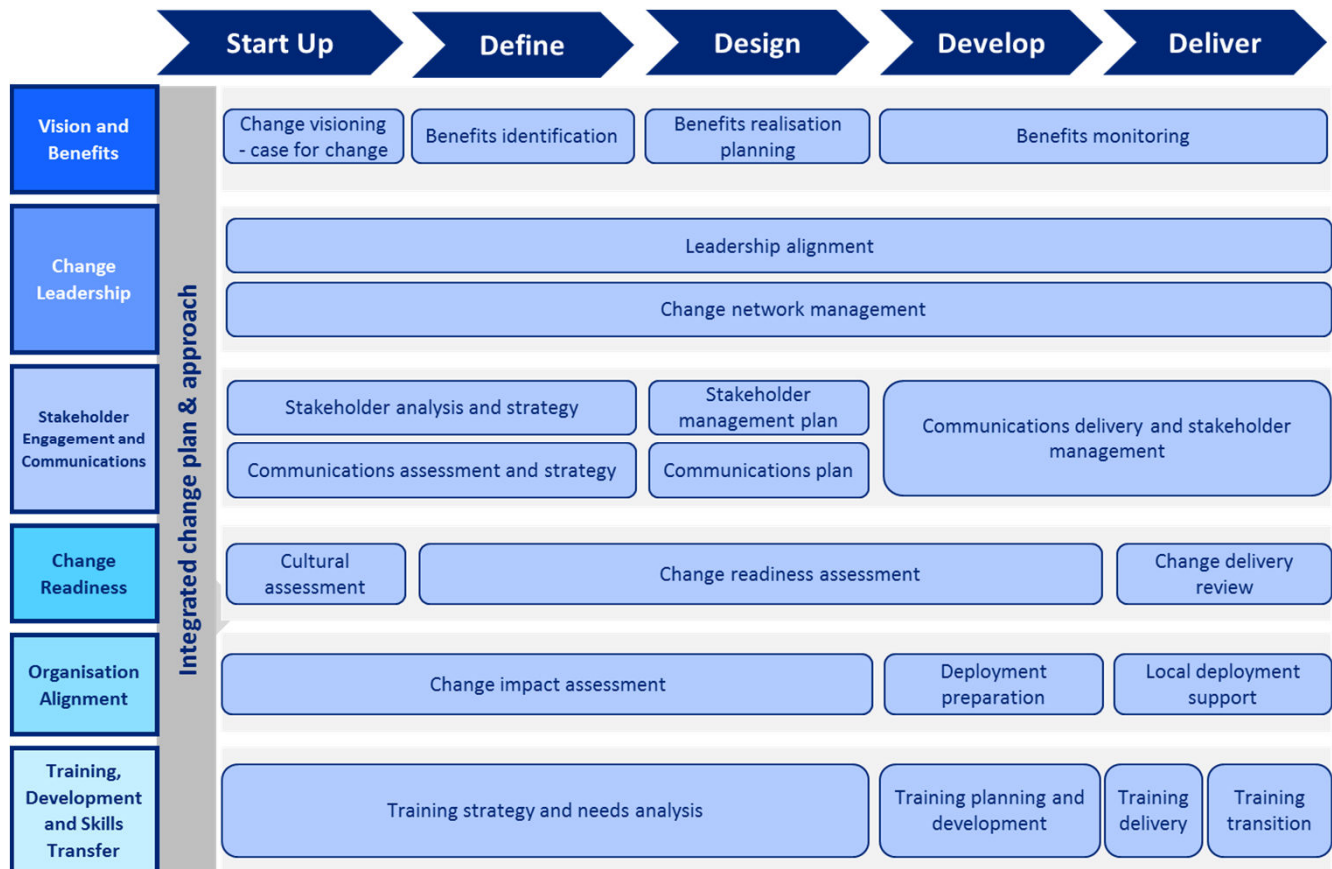 Start Up
Define
Design
Develop
Deliver
Integrated change plan & approach
Vision and
Benefits
Change visioning
- case for change
Benefits identification
Benefits realisation
planning
Benefits monitoring
Change
Leadership
Leadership alignment
Change network management
Stakeholder
Engagement and
Communications
Stakeholder analysis and strategy
Stakeholder
management plan
Communications delivery and stakeholder
management
Communications assessment and strategy
Communications plan
Change
Readiness
Cultural
assessment
Change readiness assessment
Change delivery
review
Organisation
Alignment
Change impact assessment
Deployment
preparation
Local deployment
support
Training,
Development
and Skills
Transfer
Training strategy and needs analysis
Training planning and
development
Training
delivery
Training
transition